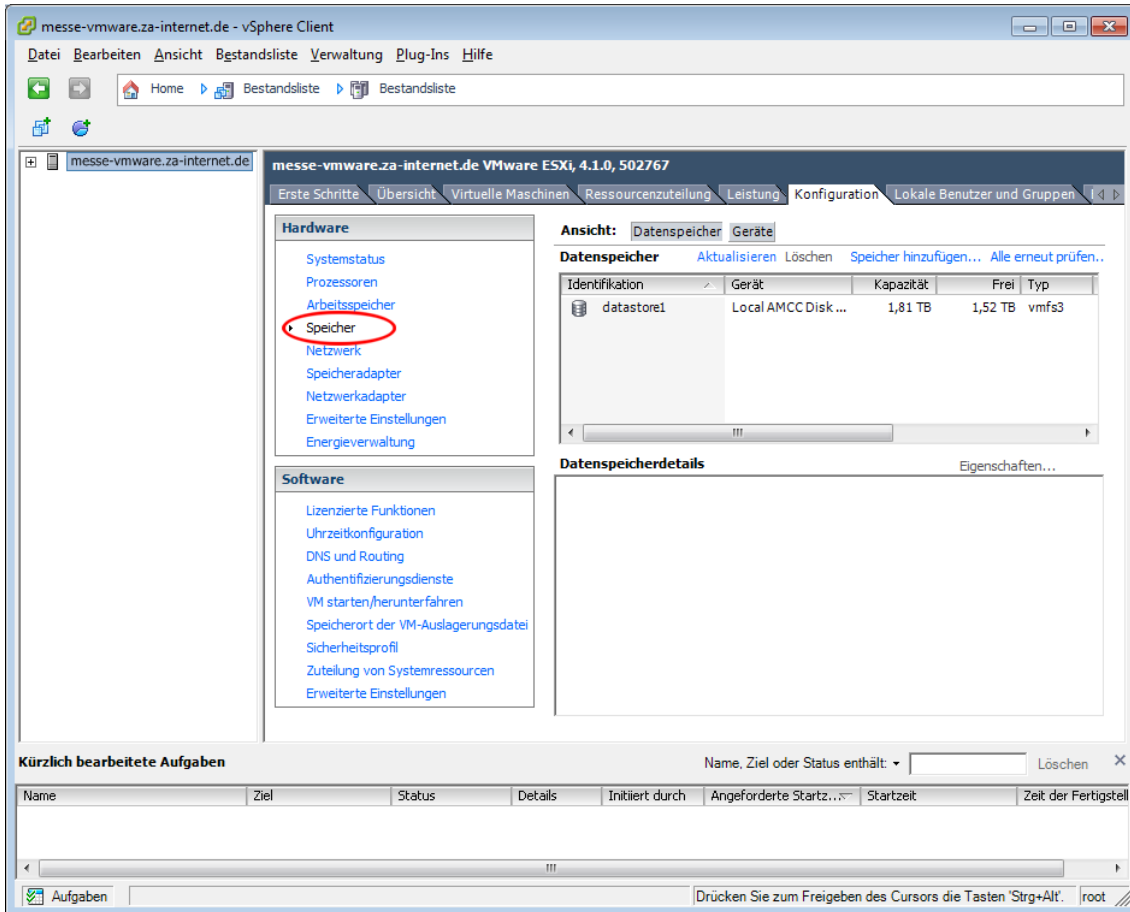 messe-vmware.za-internet.de - vSphere Client
Datei Bearbeiten Ansicht Bestandsliste Verwaltung Plug-Ins Hilfe
Home Bestandsliste Bestandsliste
messe-vmware.za-internet.de
messe-vmware.za-internet.de VMware ESXi, 4.1.0, 502767
Erste Schritte Übersicht Virtuelle Maschinen Ressourcenzuteilung Leistung Konfiguration Lokale Benutzer und Gruppen
Hardware
Systemstatus
Prozessoren
Arbeitsspeicher
Speicher
Netzwerk
Speicheradapter
Netzwerkadapter
Erweiterte Einstellungen
Energieverwaltung
Software
Lizenzierte Funktionen
Uhrzeitkonfiguration
DNS und Routing
Authentifizierungsdienste
VM starten/herunterfahren
Speicherort der VM-Auslagerungsdatei
Sicherheitsprofil
Zuteilung von Systemressourcen
Erweiterte Einstellungen
Ansicht: Datenspeicher Geräte
Datenspeicher Aktualisieren Löschen Speicher hinzufügen... Alle erneut prüfen..
Identifikation Gerät Kapazität Frei Typ
datastore1 Local AMCC Disk ... 1,81 TB 1,52 TB vmfs3
Datenspeicherdetails Eigenschaften...
Kürzlich bearbeitete Aufgaben Name, Ziel oder Status enthält: Löschen
Name Ziel Status Details Initiiert durch Angeforderte Startz... Startzeit Zeit der Fertigstell
Aufgaben Drücken Sie zum Freigeben des Cursors die Tasten 'Strg+Alt'. root